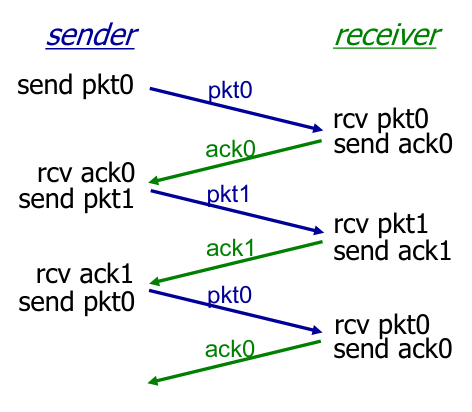 sender
receiver
send pkt0
pkt0
rcv pkt0
send ack0
ack0
rcv ack0
send pkt1
pkt1
rcv pkt1
send ack1
ack1
rcv ack1
send pkt0
pkt0
rcv pkt0
send ack0
ack0